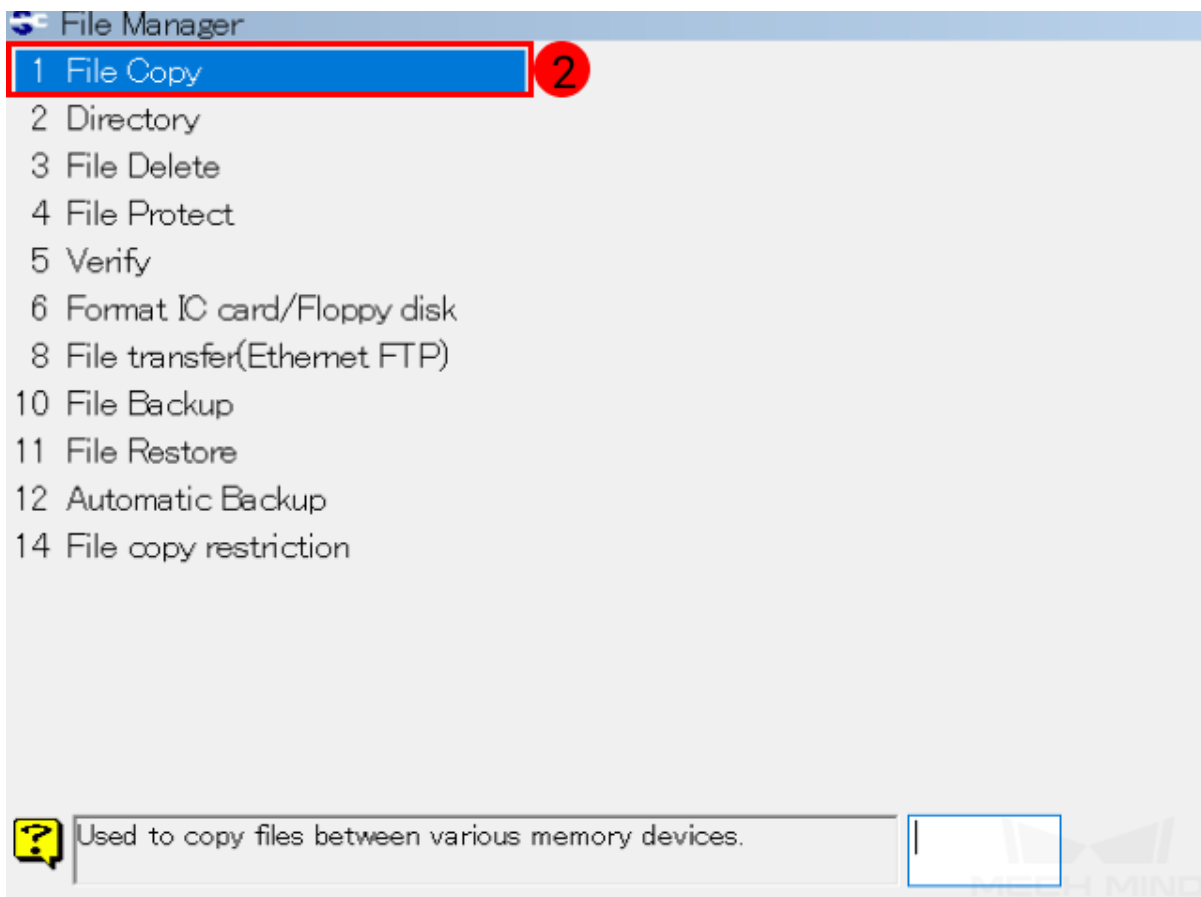 File Manager
1 File Copy 2
2 Directory
3 File Delete
4 File Protect
5 Verify
6 Format IC card/Floppy disk
8 File transfer(Ethernet FTP)
10 File Backup
11 File Restore
12 Automatic Backup
14 File copy restriction
Used to copy files between various memory devices.
MECH MIND